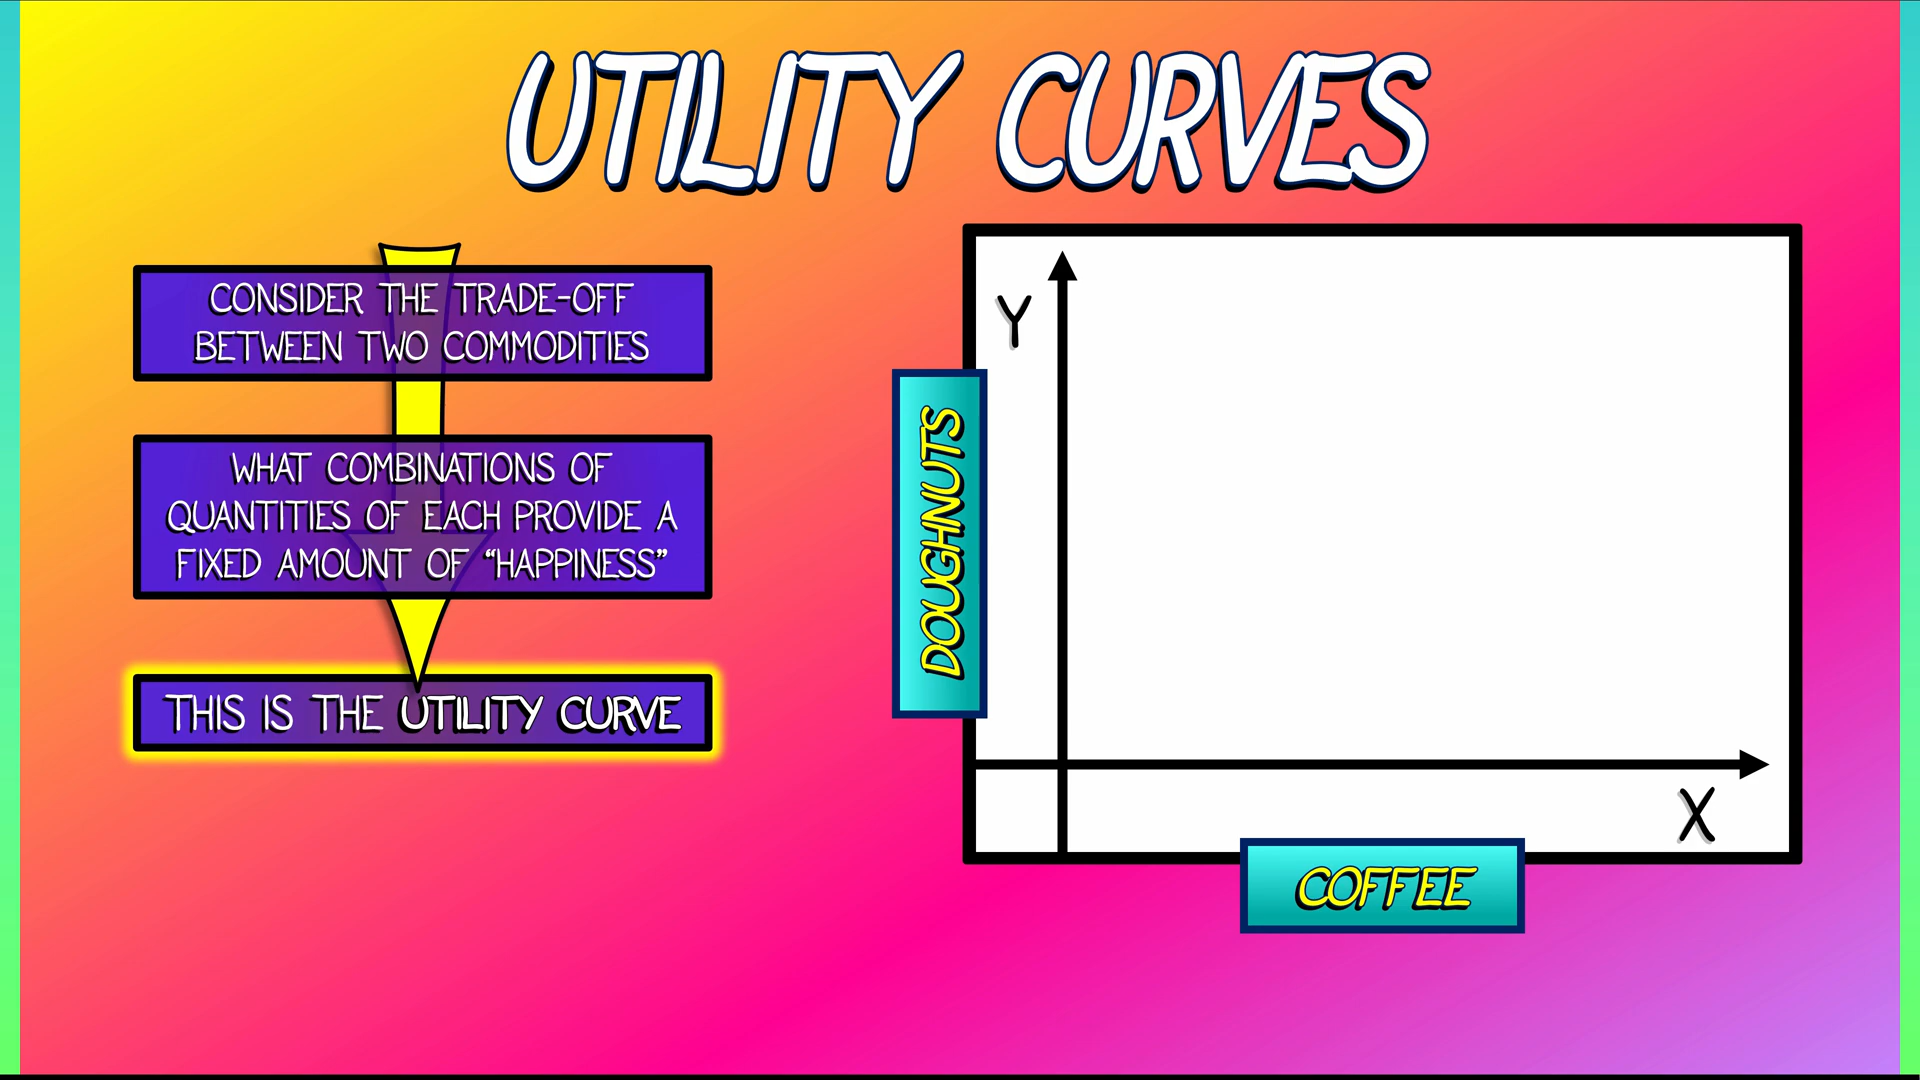 UTILITY CURVES
CONSIDER THE TRADE-OFF
BETWEEN TWO COMMODITIES
WHAT COMBINATIONS OF
QUANTITIES OF EACH PROVIDE A
FIXED AMOUNT OF “HAPPINESS”
THIS IS THE UTILITY CURVE
Y
DOUGHNUTS
X
COFFEE